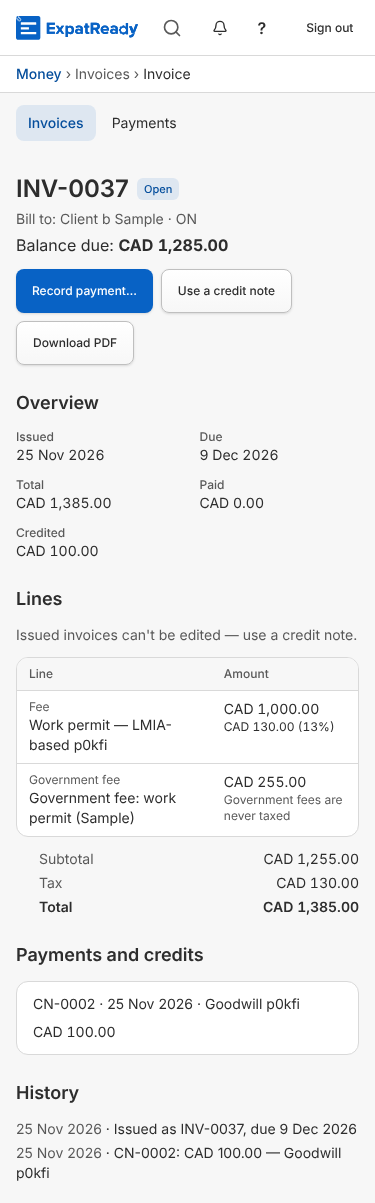 ExpatReady
?
Sign out
Money › Invoices › Invoice
Invoices
Payments
INV-0037 Open
Bill to: Client b Sample · ON
Balance due: CAD 1,285.00
Record payment...
Use a credit note
Download PDF
Overview
Issued
25 Nov 2026
Due
9 Dec 2026
Total
CAD 1,385.00
Paid
CAD 0.00
Credited
CAD 100.00
Lines
Issued invoices can't be edited — use a credit note.
Line
Amount
Fee
Work permit — LMIA-
based p0kfi
CAD 1,000.00
CAD 130.00 (13%)
Government fee
Government fee: work
permit (Sample)
CAD 255.00
Government fees are
never taxed
Subtotal CAD 1,255.00
Tax CAD 130.00
Total CAD 1,385.00
Payments and credits
CN-0002 · 25 Nov 2026 · Goodwill p0kfi
CAD 100.00
History
25 Nov 2026 · Issued as INV-0037, due 9 Dec 2026
25 Nov 2026 · CN-0002: CAD 100.00 — Goodwill
p0kfi